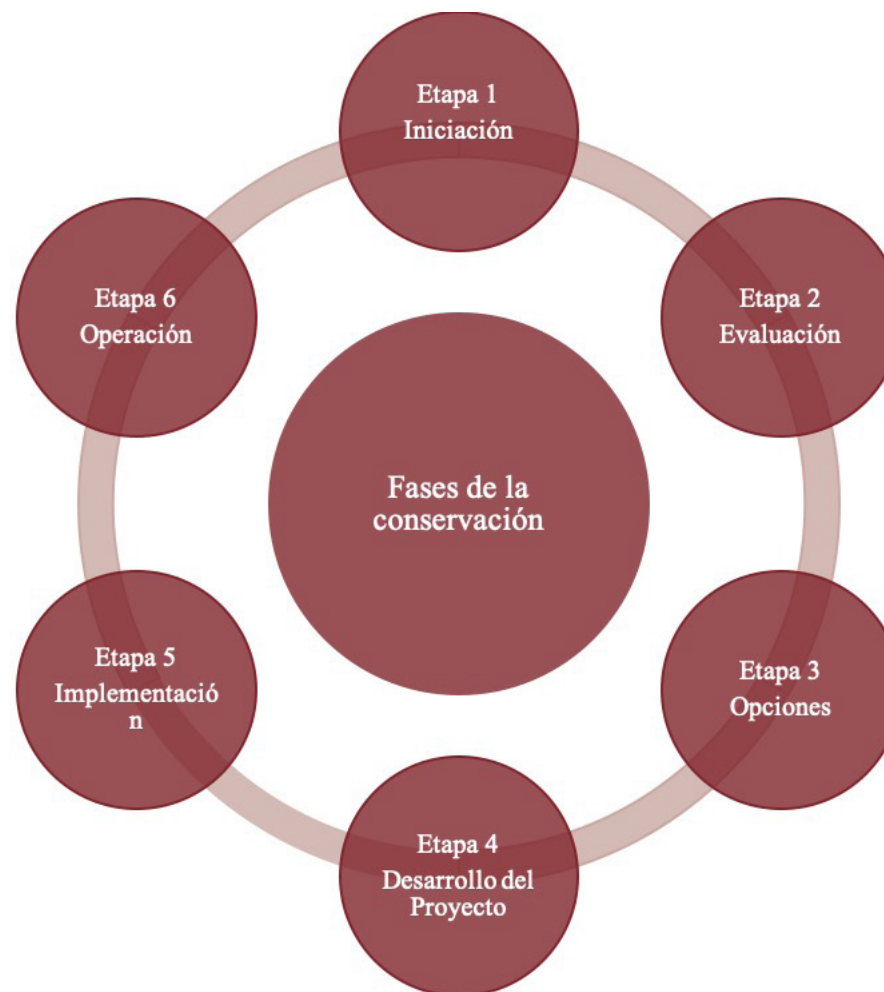 Etapa 1
Iniciación
Etapa 6
Operación
Etapa 2
Evaluación
Fases de la
conservación
Etapa 5
Implementació
n
Etapa 3
Opciones
Etapa 4
Desarrollo del
Proyecto